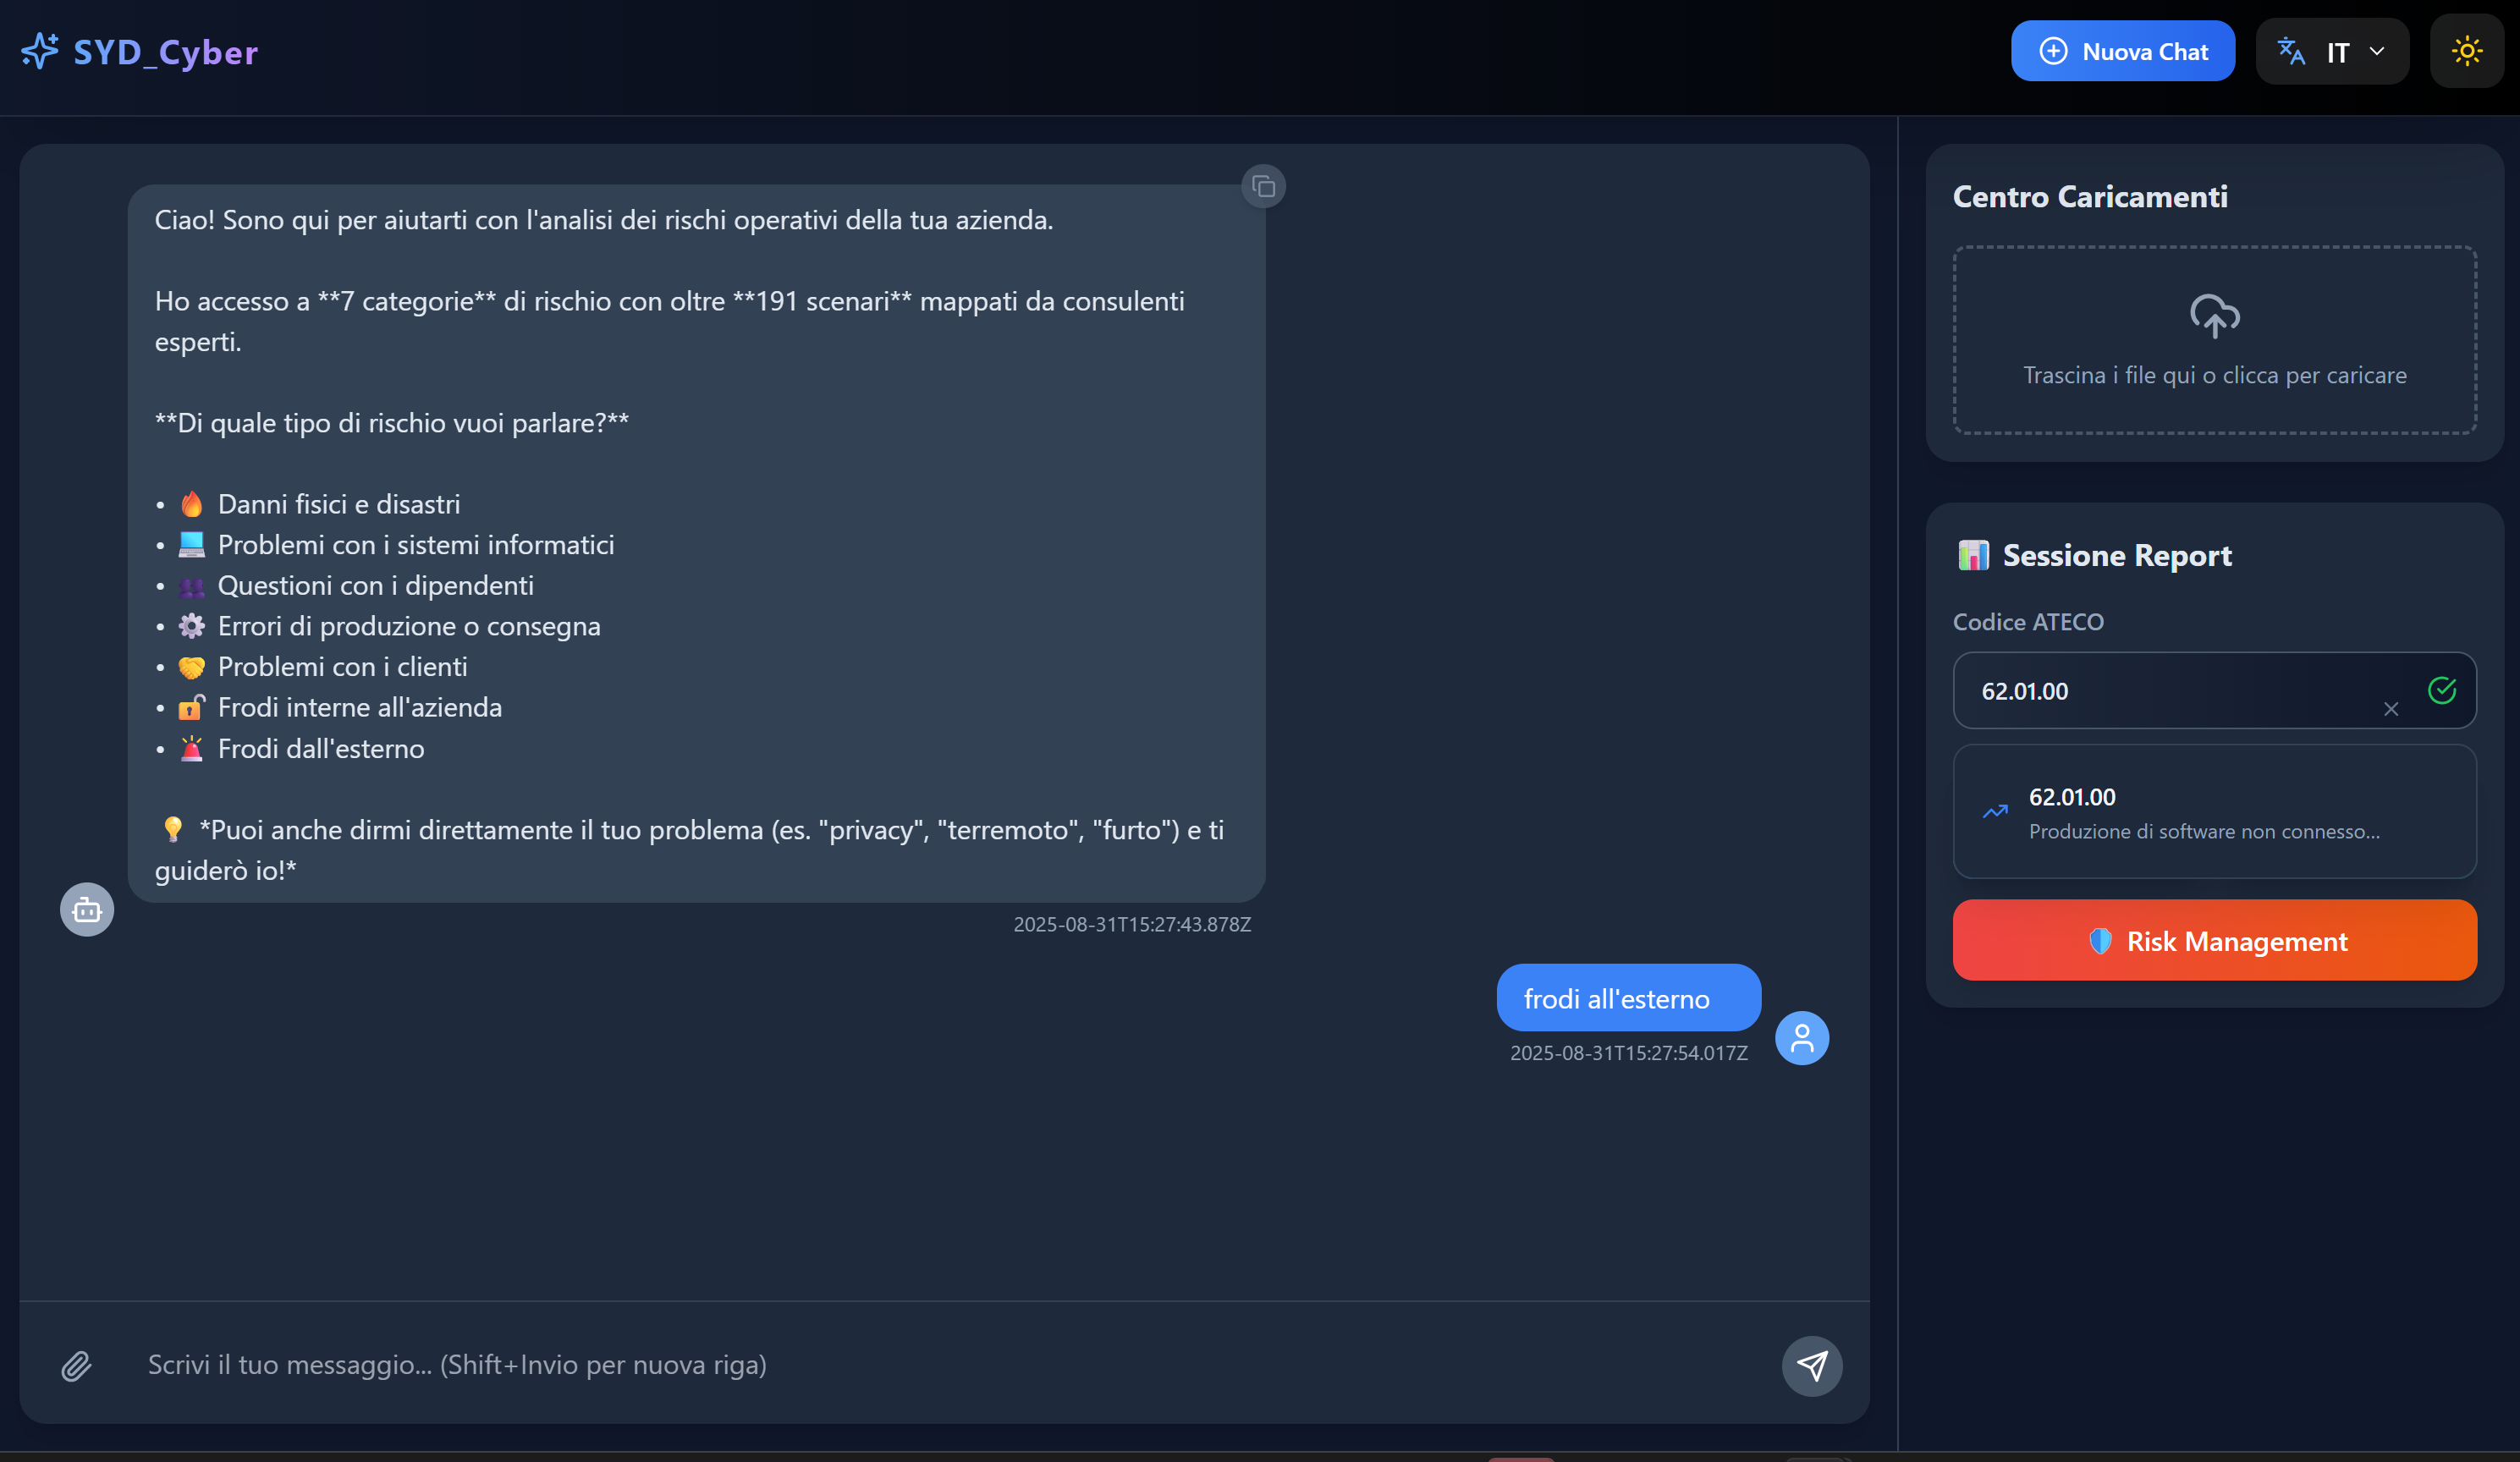 SYD_Cyber
Nuova Chat
IT
Ciao! Sono qui per aiutarti con l'analisi dei rischi operativi della tua azienda.
Ho accesso a **7 categorie** di rischio con oltre **191 scenari** mappati da consulenti
esperti.
**Di quale tipo di rischio vuoi parlare?**
• 🔥 Danni fisici e disastri
• 💻 Problemi con i sistemi informatici
• 👥 Questioni con i dipendenti
• ⚙️ Errori di produzione o consegna
• 🤝 Problemi con i clienti
• 🔓 Frodi interne all'azienda
• 🚨 Frodi dall'esterno
💡 *Puoi anche dirmi direttamente il tuo problema (es. "privacy", "terremoto", "furto") e ti
guiderò io!*
2025-08-31T15:27:43.878Z
frodi all'esterno
2025-08-31T15:27:54.017Z
Scrivi il tuo messaggio... (Shift+Invio per nuova riga)
Centro Caricamenti
Trascina i file qui o clicca per caricare
📊 Sessione Report
Codice ATECO
62.01.00
62.01.00
Produzione di software non connesso...
🛡️ Risk Management